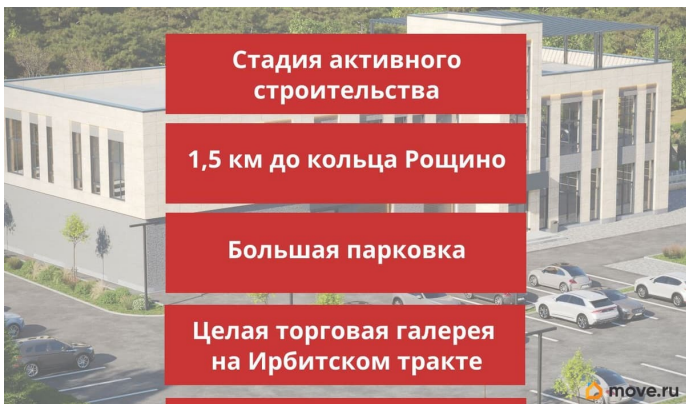 Стадия активного
строительства
1,5 км до кольца Рощино
Большая парковка
Целая торговая галерея
на Ирбитском тракте
move.ru